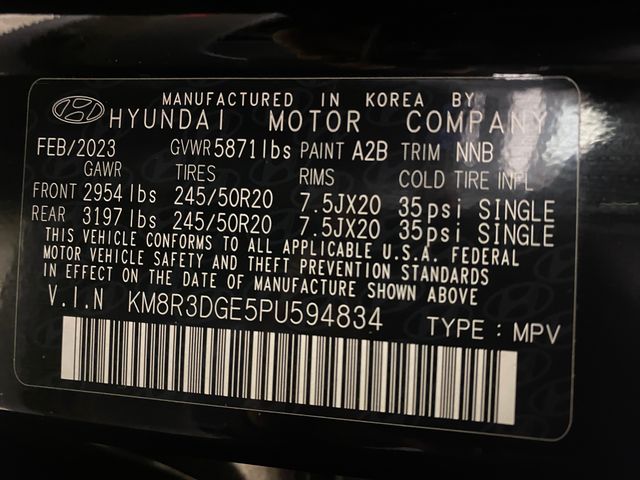 MANUFACTURED IN KOREA BY
HYUNDAI MOTOR COMPANY
FEB/2023 GVWR5871lbs PAINT A2B TRIM NNB
GAWR TIRES RIMS COLD TIRE INFL
FRONT 2954lbs 245/50R20 7.5JX20 35psi SINGLE
REAR 3197lbs 245/50R20 7.5JX20 35psi SINGLE
THIS VEHICLE CONFORMS TO ALL APPLICABLE U.S.A. FEDERAL
MOTOR VEHICLE SAFETY AND THEFT PREVENTION STANDARDS
IN EFFECT ON THE DATE OF MANUFACTURE SHOWN ABOVE
V.I.N KM8R3DGE5PU594834 TYPE:MPV